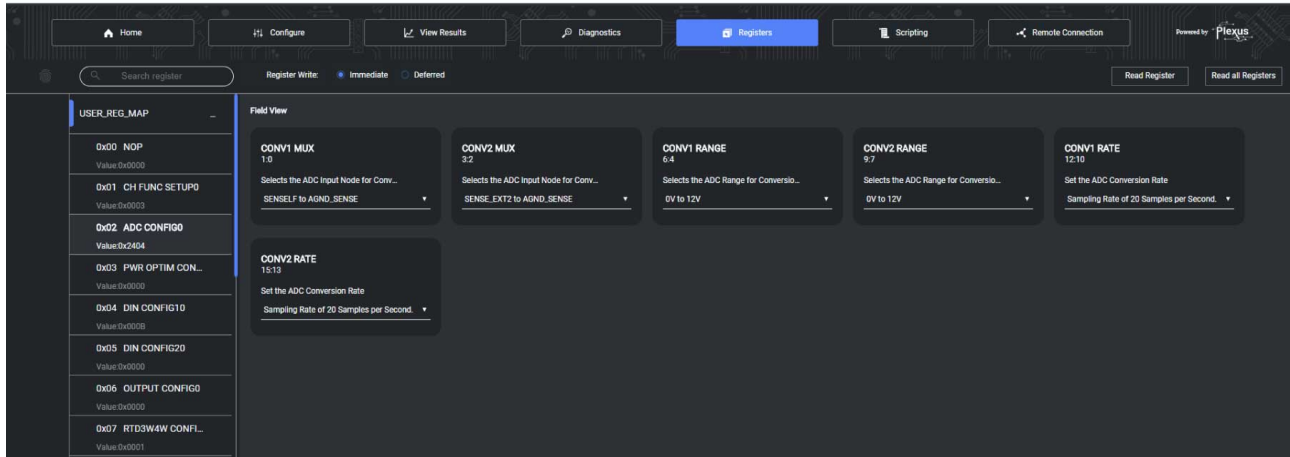 Home
Configure
View Results
Diagnostics
Registers
Scripting
Remote Connection
Powered by Plexus
Search register
Register Write: Immediate Deferred
Read Register
Read all Registers
USER_REG_MAP
0x00 NOP
Value:0x0000
0x01 CH FUNC SETUP0
Value:0x0003
0x02 ADC CONFIG0
Value:0x2404
0x03 PWR OPTIM CON...
Value:0x0000
0x04 DIN CONFIG10
Value:0x000B
0x05 DIN CONFIG20
Value:0x0000
0x06 OUTPUT CONFIG0
Value:0x0000
0x07 RTD3W4W CONFI...
Value:0x0001
Field View
CONV1 MUX
1:0
Selects the ADC Input Node for Conv...
SENSELF to AGND_SENSE
CONV2 MUX
3:2
Selects the ADC Input Node for Conv...
SENSE_EXT2 to AGND_SENSE
CONV1 RANGE
6:4
Selects the ADC Range for Conversio...
0V to 12V
CONV2 RANGE
9:7
Selects the ADC Range for Conversio...
0V to 12V
CONV1 RATE
12:10
Set the ADC Conversion Rate
Sampling Rate of 20 Samples per Second.
CONV2 RATE
15:13
Set the ADC Conversion Rate
Sampling Rate of 20 Samples per Second.